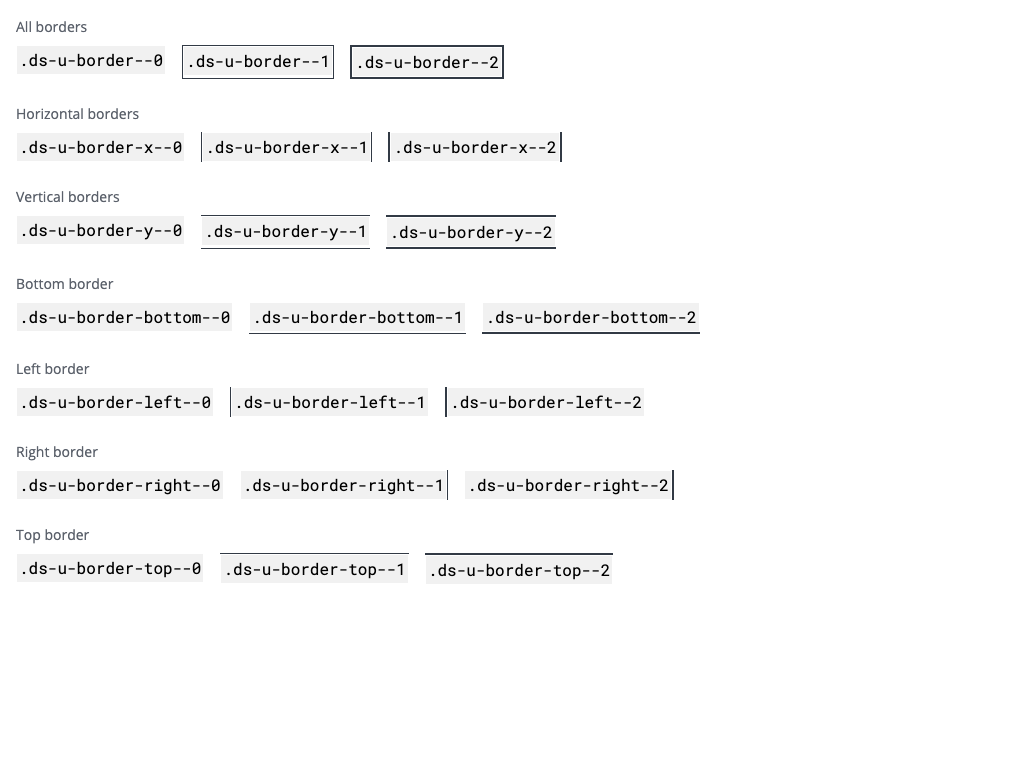 All borders
.ds-u-border--0 .ds-u-border--1 .ds-u-border--2
Horizontal borders
.ds-u-border-x--0 .ds-u-border-x--1 .ds-u-border-x--2
Vertical borders
.ds-u-border-y--0 .ds-u-border-y--1 .ds-u-border-y--2
Bottom border
.ds-u-border-bottom--0 .ds-u-border-bottom--1 .ds-u-border-bottom--2
Left border
.ds-u-border-left--0 .ds-u-border-left--1 .ds-u-border-left--2
Right border
.ds-u-border-right--0 .ds-u-border-right--1 .ds-u-border-right--2
Top border
.ds-u-border-top--0 .ds-u-border-top--1 .ds-u-border-top--2